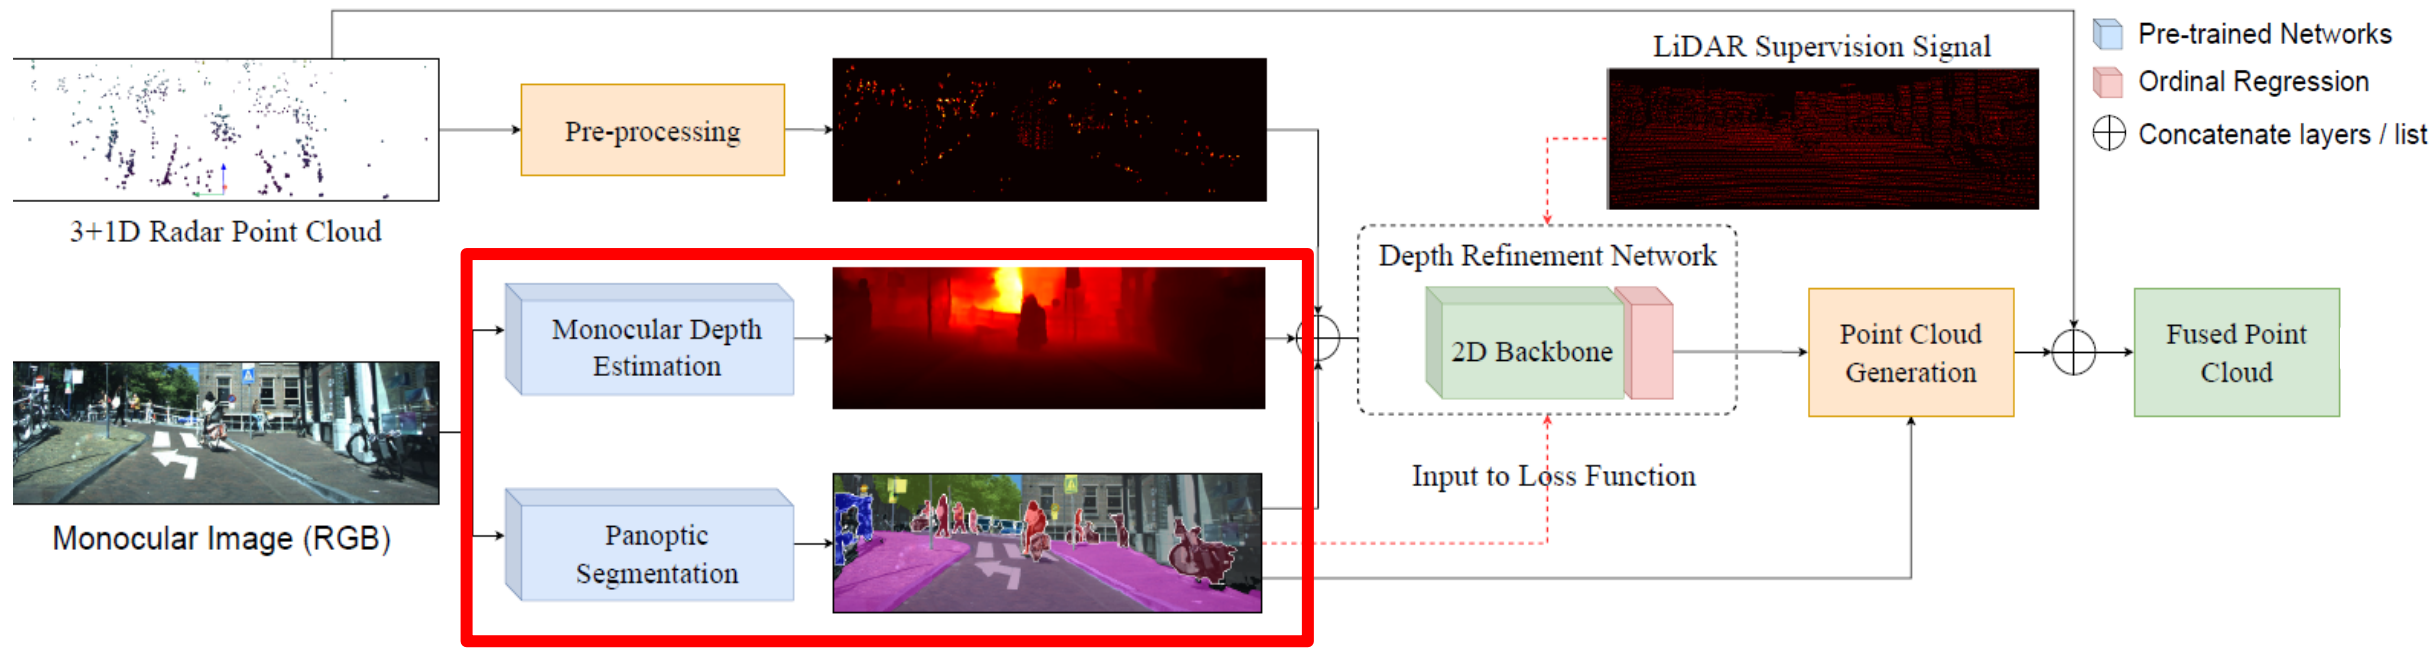 LiDAR Supervision Signal
Pre-trained Networks
Ordinal Regression
Concatenate layers / list
Pre-processing
3+1D Radar Point Cloud
Depth Refinement Network
Monocular Depth
Estimation
2D Backbone
Point Cloud
Generation
Fused Point
Cloud
Input to Loss Function
Monocular Image (RGB)
Panoptic
Segmentation